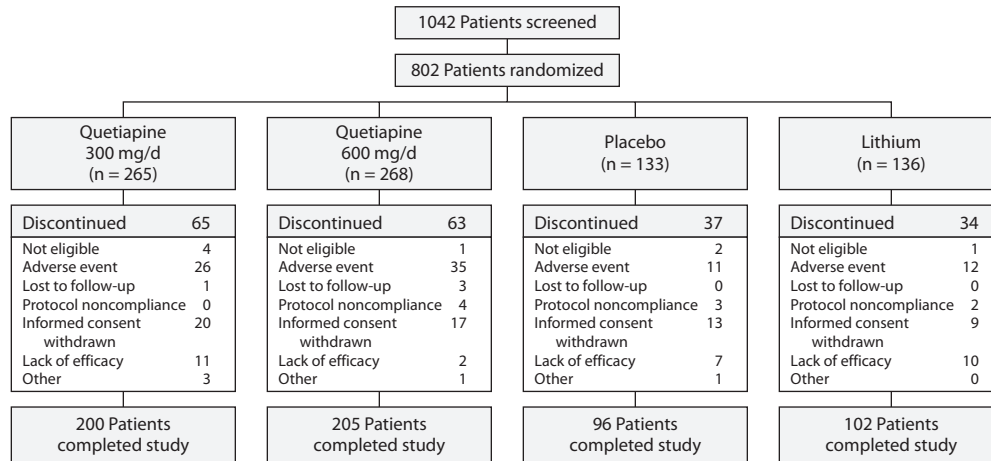 1042 Patients screened
802 Patients randomized
Quetiapine
300 mg/d
(n = 265)
Quetiapine
600 mg/d
(n = 268)
Placebo
(n = 133)
Lithium
(n = 136)
Discontinued 65
Not eligible 4
Adverse event 26
Lost to follow-up 1
Protocol noncompliance 0
Informed consent 20
withdrawn
Lack of efficacy 11
Other 3
Discontinued 63
Not eligible 1
Adverse event 35
Lost to follow-up 3
Protocol noncompliance 4
Informed consent 17
withdrawn
Lack of efficacy 2
Other 1
Discontinued 37
Not eligible 2
Adverse event 11
Lost to follow-up 0
Protocol noncompliance 3
Informed consent 13
withdrawn
Lack of efficacy 7
Other 1
Discontinued 34
Not eligible 1
Adverse event 12
Lost to follow-up 0
Protocol noncompliance 2
Informed consent 9
withdrawn
Lack of efficacy 10
Other 0
200 Patients
completed study
205 Patients
completed study
96 Patients
completed study
102 Patients
completed study